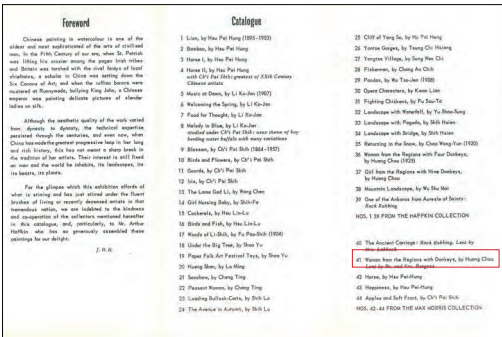 Foreword
Chinese painting in watercolour is one of the
oldest and most sophisticated of the arts of civilised
man. In the Fifth Century of our era, when St. Patrick
was lifting his crozier among the pagan Irish tribes
and Britain was torched with the rival forays of local
chieftains, a scholar in China was setting down the
Six Canons of Art; and when the ruffian barons were
mustered at Runnymede, bullying King John, a Chinese
emperor was painting delicate pictures of slender
ladies on silk.
Although the aesthetic quality of the work varied
from dynasty to dynasty, the technical expertise
persisted through the centuries, and even now, when
China has made the greatest progressive leap in her long
and rich history, this has not meant a sharp break in
the tradition of her artists. Their interest is still fixed
on man and the world he inhabits, its landscapes, its
its beasts, its plants.
For the glimpse which this exhibition affords of
what is stirring and has just stirred under the fluent
brushes of living or recently deceased artists in that
tremendous nation, we are indebted to the kindness
and co-operation of the collectors mentioned hereafter
in this catalogue, and, particularly, to Mr. Arthur
Haffkin who has so generously assembled these
paintings for our delight.
Catalogue
1 Lion, by Hsu Pei Hung (1895-1953)
2 Bamboo, by Hsu Pei Hung
3 Horse I, by Hsu Pei Hung
4 Horse II, by Hsu Pei Hung
with Ch'i Pai Shih: greatest of XXth Century
Chinese artists
5 Music at Dawn, by Li Ko-Jan (1907)
6 Welcoming the Spring, by Li Ko-Jan
7 Food for Thought, by Li Ko-Jan
8 Melody in Blue, by Li Ko-Jan
studied under Ch'i Pai Shih: uses theme of boy
herding water buffalo with many variations
9 Blossom, by Ch'i Pai Shih (1864-1957)
10 Birds and Flowers, by Ch'i Pai Shih
11 Gourds, by Ch'i Pai Shih
12 Iris, by Ch'i Pai Shih
13 The Lame God Li, by Wang Chen
14 Girl Nursing Baby, by Shih-Fe
15 Cockerels, by Hsu Lin-Lu
16 Birds and Fish, by Hsu Lin-Lu
17 Woods of Li-Shih, by Fu Pao-Shih (1904)
18 Under the Big Tree, by Shao Yu
19 Paper Folk Art Festival Toys, by Shao Yu
20 Huang Shan, by Lu Ming
21 Soochow, by Chang Ting
22 Peasant Woman, by Chang Ting
23 Loading Bullock-Carts, by Shih Lu
24 The Avenue in Autumn, by Shih Lu
25 Cliff of Yang Se, by Hu Pei Heng
26 Yantse Gorges, by Tsung Chi Hsiang
27 Yangtse Village, by Sung Wen Chi
28 Fisherman, by Chang As Chih
29 Pandas, by Wu Tso-Jen (1908)
30 Opera Characters, by Kwan Lian
31 Fighting Chickens, by Pu Sou-Ta
32 Landscape with Waterfall, by Yu Shao-Sung
33 Landscape with Pagoda, by Shih Hsien
34 Landscape with Bridge, by Shih Hsien
35 Returning in the Snow, by Chao Wang-Yun (1920)
36 Women from the Regions with Four Donkeys,
by Huang Chou (1925)
37 Girl from the Regions with Nine Donkeys,
by Huang Chou
38 Mountain Landscape, by Wu Shu Mai
39 One of the Arkanas from Aureola of Saints:
Rock Rubbing
NOS. 1-39 FROM THE HAFFKIN COLLECTION
40 The Ancient Carriage: Rock Rubbing. Lent by
41 Women from the Regions with Donkeys, by Huang Chou
42 Horse, by Hsu Pei-Hung
43 Happiness, by Hsu Pei-Hung
44 Apples and Soft Fruit, by Ch'i Pai Shih
NOS. 42-44 FROM THE MAX HORRIS COLLECTION